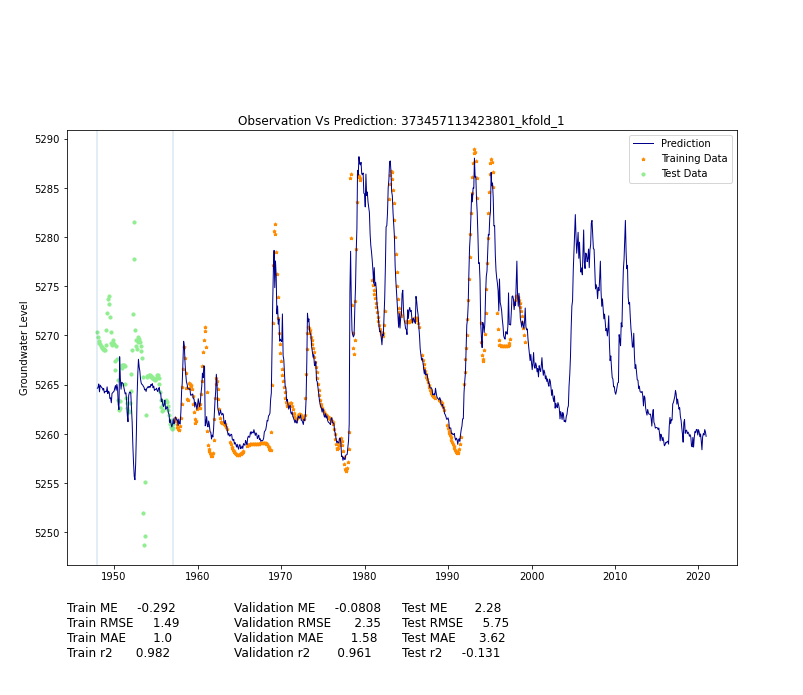 Observation Vs Prediction: 373457113423801_kfold_1
Prediction
Training Data
Test Data
Groundwater Level
5290
5285
5280
5275
5270
5265
5260
5255
5250
1950 1960 1970 1980 1990 2000 2010 2020
Train ME -0.292 Validation ME -0.0808 Test ME 2.28
Train RMSE 1.49 Validation RMSE 2.35 Test RMSE 5.75
Train MAE 1.0 Validation MAE 1.58 Test MAE 3.62
Train r2 0.982 Validation r2 0.961 Test r2 -0.131